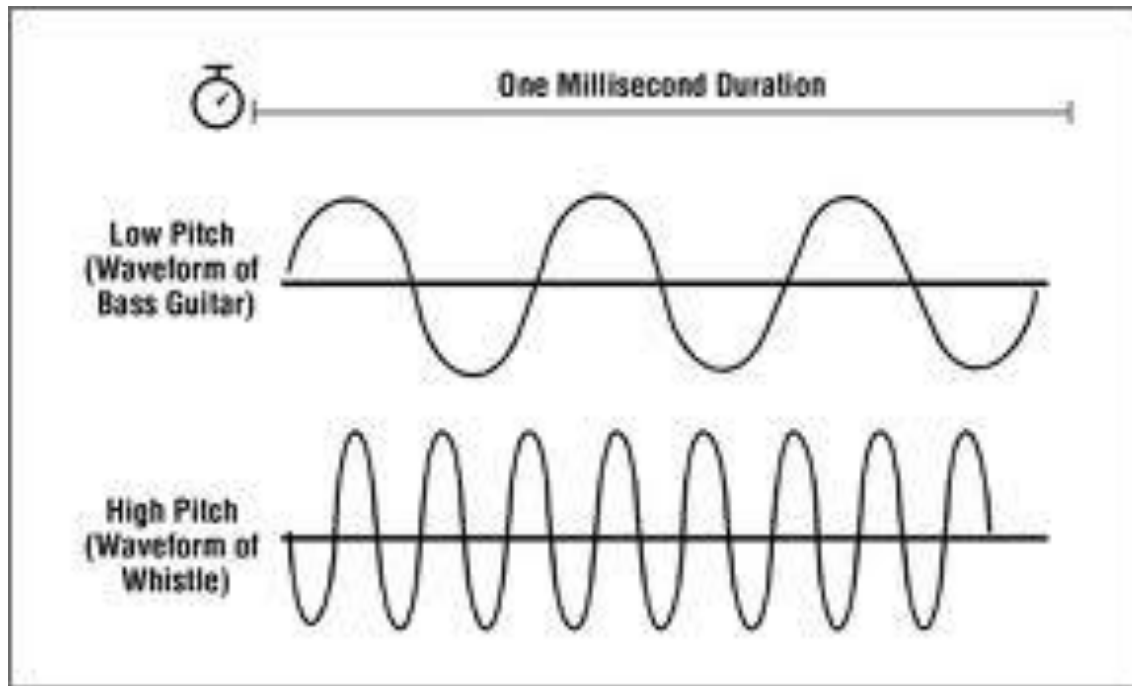 One Millisecond Duration
Low Pitch
(Waveform of
Bass Guitar)
High Pitch
(Waveform of
Whistle)